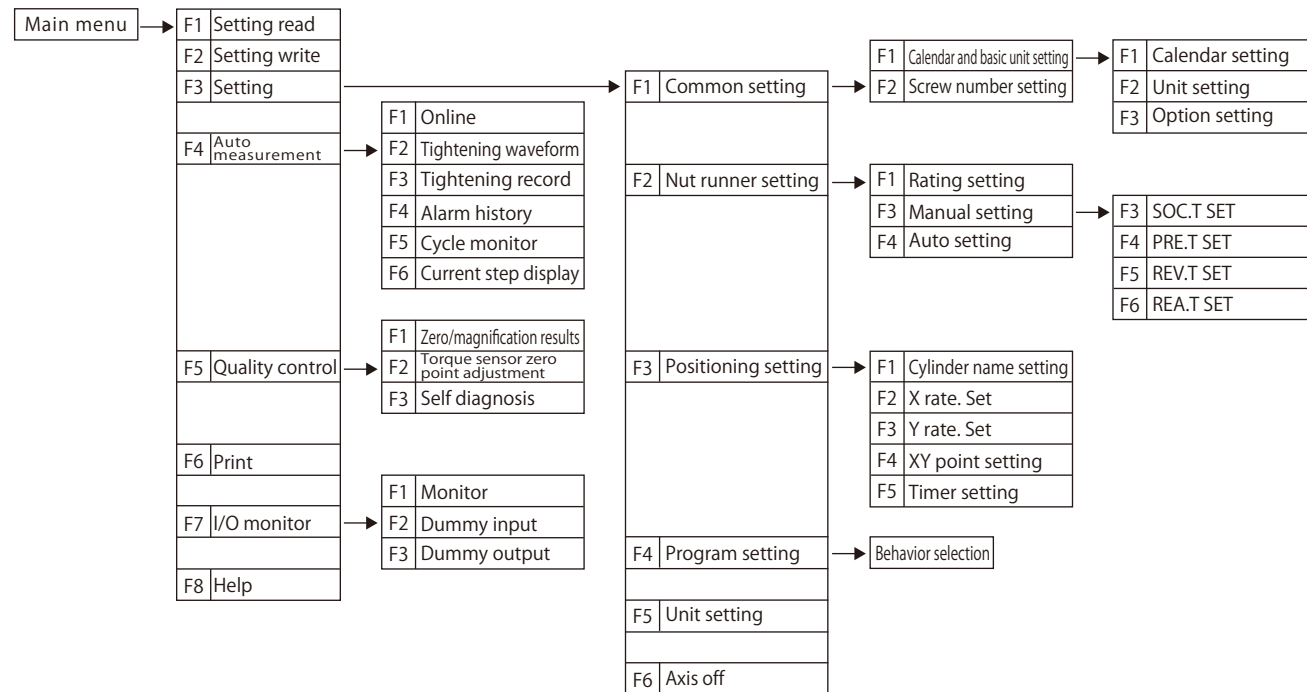 Main menu
F1 Setting read
F2 Setting write
F3 Setting
F4 Auto
measurement
F5 Quality control
F6 Print
F7 I/O monitor
F8 Help
F1 Online
F2 Tightening waveform
F3 Tightening record
F4 Alarm history
F5 Cycle monitor
F6 Current step display
F1 Zero/magnification results
F2 Torque sensor zero
point adjustment
F3 Self diagnosis
F1 Monitor
F2 Dummy input
F3 Dummy output
F1 Common setting
F2 Nut runner setting
F3 Positioning setting
F4 Program setting
F5 Unit setting
F6 Axis off
F1 Calendar and basic unit setting
F2 Screw number setting
F1 Rating setting
F3 Manual setting
F4 Auto setting
F1 Cylinder name setting
F2 X rate. Set
F3 Y rate. Set
F4 XY point setting
F5 Timer setting
Behavior selection
F1 Calendar setting
F2 Unit setting
F3 Option setting
F3 SOC.T SET
F4 PRE.T SET
F5 REV.T SET
F6 REA.T SET